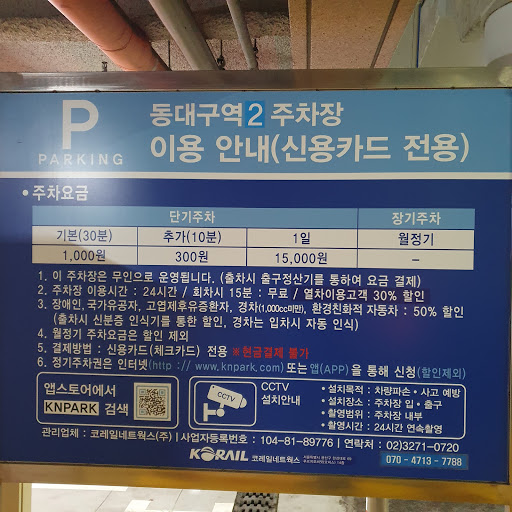 P
PARKING
동대구역 2 주차장
이용 안내(신용카드 전용)
• 주차요금
단기주차 장기주차
기본(30분) 추가(10분) 1일 월정기
1,000원 300원 15,000원 –
1. 이 주차장은 무인으로 운영됩니다. (출차시 출구정산기를 통하여 요금 결제)
2. 주차장 이용시간 : 24시간 / 회차시 15분 : 무료 / 열차이용고객 30% 할인
3. 장애인, 국가유공자, 고엽제후유증환자, 경차(1,000cc미만), 환경친화적 자동차 : 50% 할인
(출차시 신분증 인식기를 통한 할인, 경차는 입차시 자동 인식)
4. 월정기 주차요금은 할인 제외
5. 결제방법 : 신용카드(체크카드) 전용 ※현금결제 불가
6. 정기주차권은 인터넷(http://www.knpark.com) 또는 앱(APP)을 통해 신청(할인제외)
앱스토어에서
KNPARK 검색
CCTV
CCTV
설치안내
• 설치목적 : 차량파손 · 사고 예방
• 설치장소 : 주차장 입 · 출구
• 촬영범위 : 주차장 내부
• 촬영시간 : 24시간 연속촬영
관리업체 : 코레일네트웍스(주) | 사업자등록번호 : 104-81-89776 | 연락처 : 02)3271-0720
KORAIL 코레일네트웍스
070-4713-7788